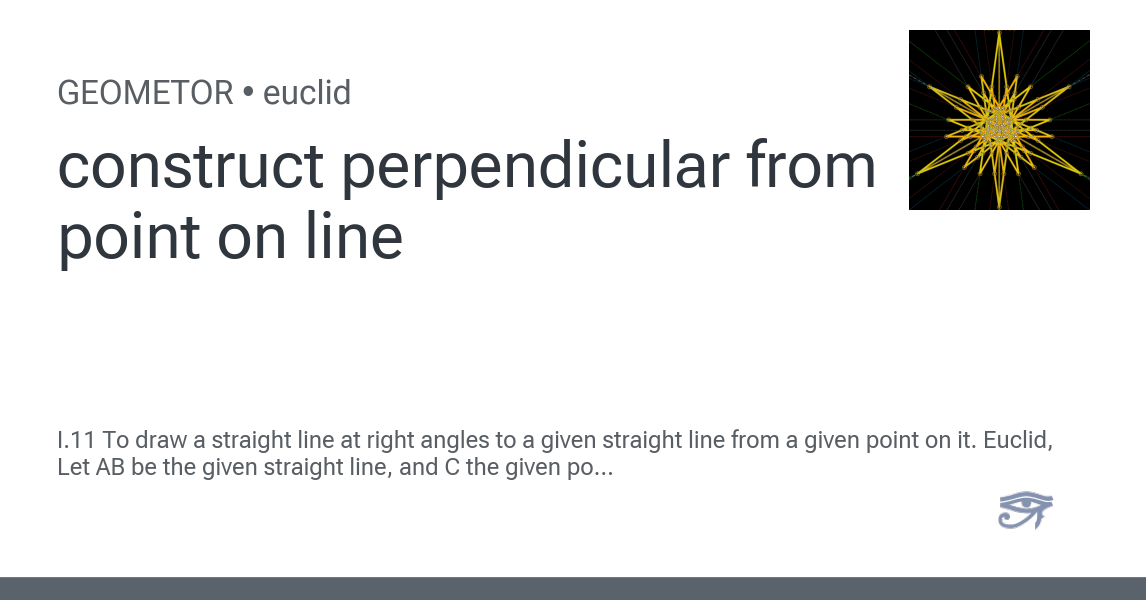 GEOMETOR • euclid
construct perpendicular from
point on line
I.11 To draw a straight line at right angles to a given straight line from a given point on it. Euclid,
Let AB be the given straight line, and C the given po...